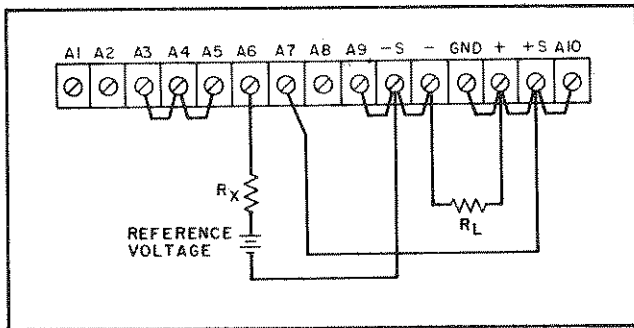 A1 A2 A3 A4 A5 A6 A7 A8 A9 -S - GND + +S A10
RX
REFERENCE
VOLTAGE
RL